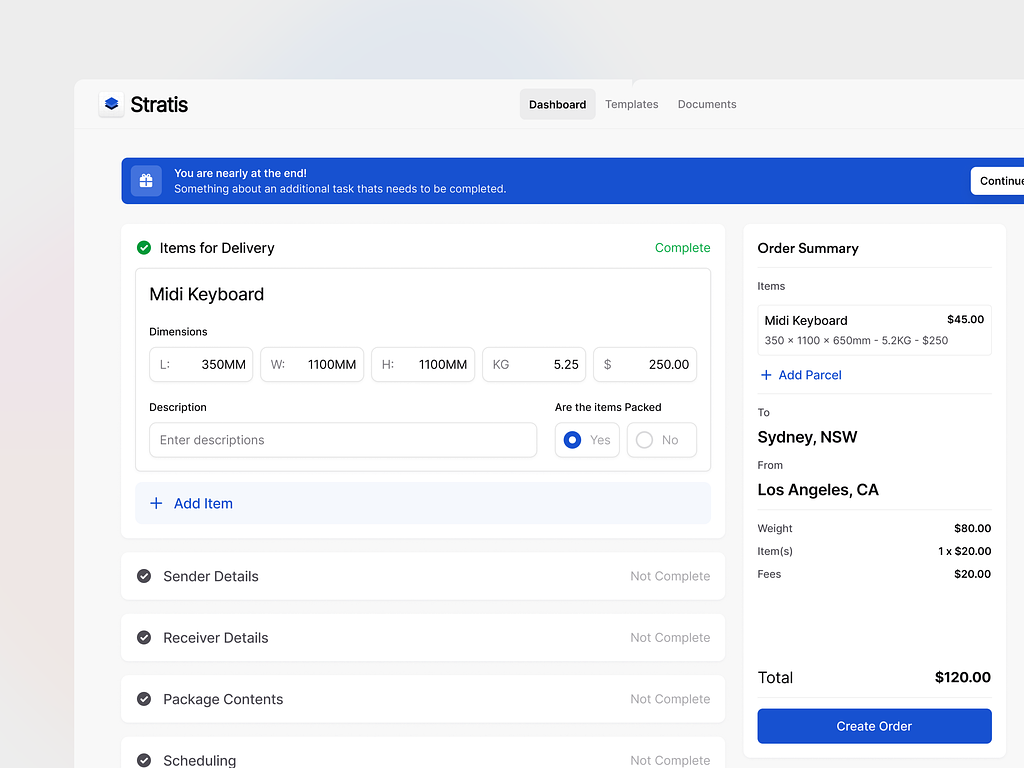 Stratis
Dashboard Templates Documents
You are nearly at the end!
Something about an additional task thats needs to be completed.
Continue
Items for Delivery Complete
Midi Keyboard
Dimensions
L: 350MM W: 1100MM H: 1100MM KG 5.25 $ 250.00
Description Are the items Packed
Enter descriptions Yes No
+ Add Item
Sender Details Not Complete
Receiver Details Not Complete
Package Contents Not Complete
Scheduling Not Complete
Order Summary
Items
Midi Keyboard $45.00
350 × 1100 × 650mm - 5.2KG - $250
+ Add Parcel
To
Sydney, NSW
From
Los Angeles, CA
Weight $80.00
Item(s) 1 x $20.00
Fees $20.00
Total $120.00
Create Order